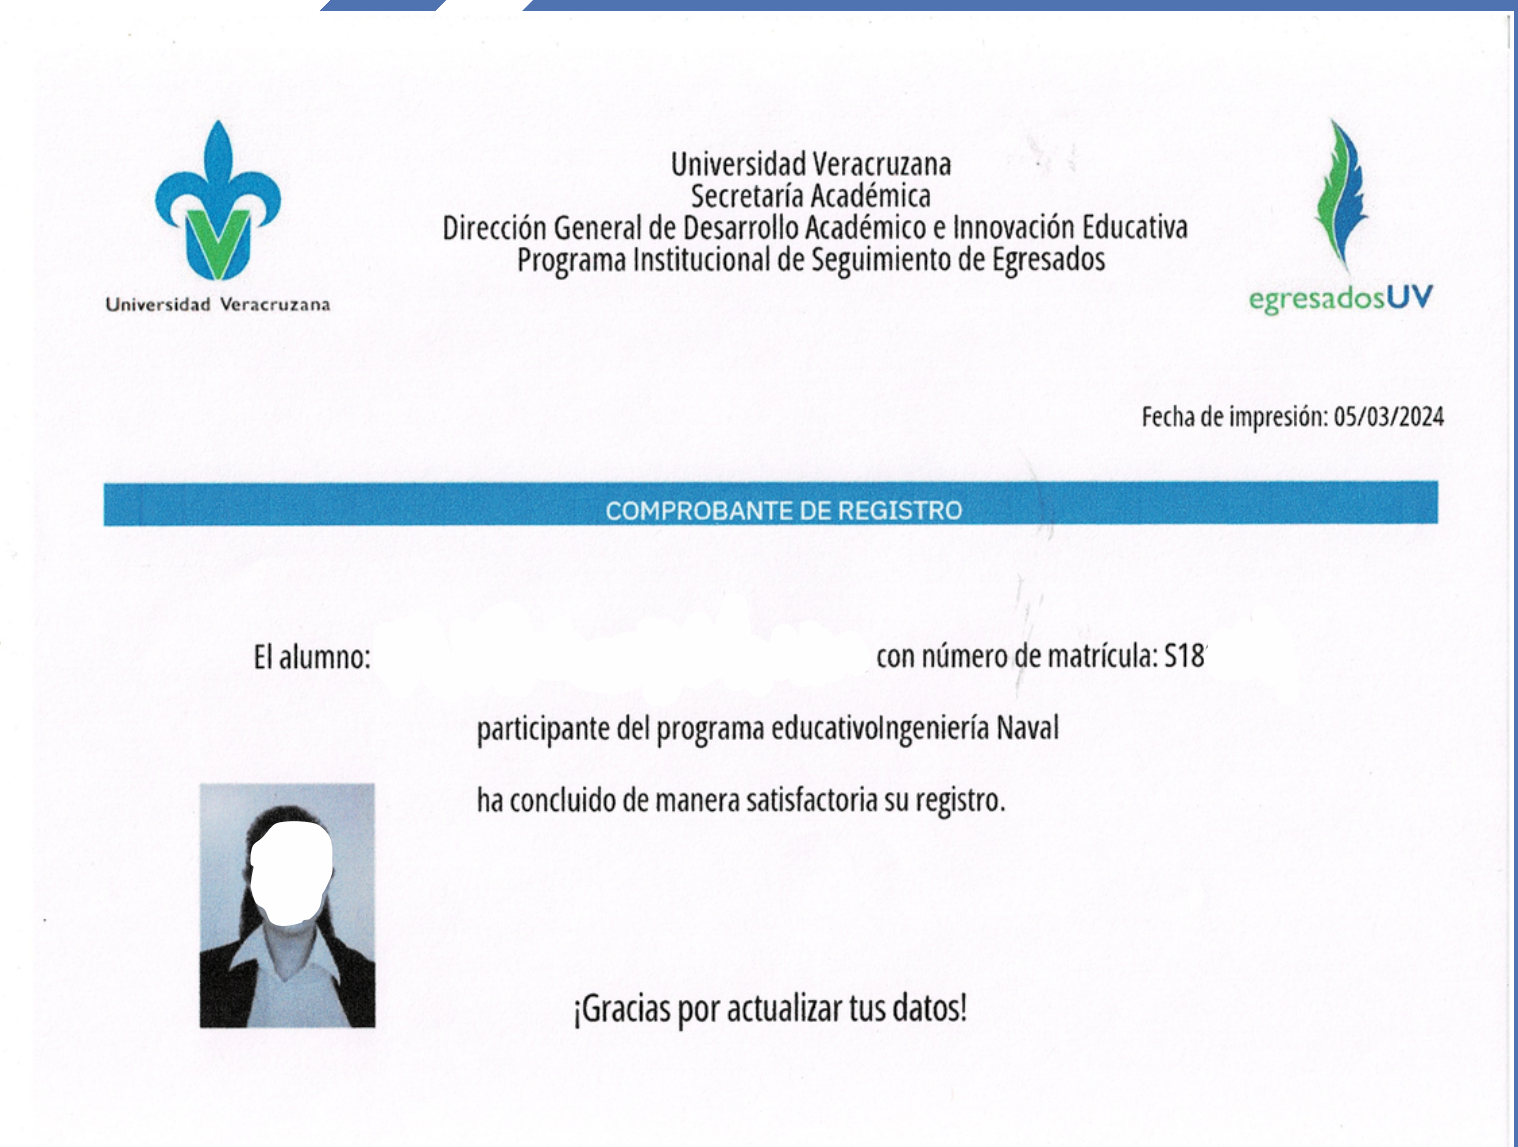 Universidad Veracruzana
Secretaría Académica
Dirección General de Desarrollo Académico e Innovación Educativa
Programa Institucional de Seguimiento de Egresados
Universidad Veracruzana
egresadosUV
Fecha de impresión: 05/03/2024
COMPROBANTE DE REGISTRO
El alumno: con número de matrícula: S18
participante del programa educativoIngeniería Naval
ha concluido de manera satisfactoria su registro.
¡Gracias por actualizar tus datos!